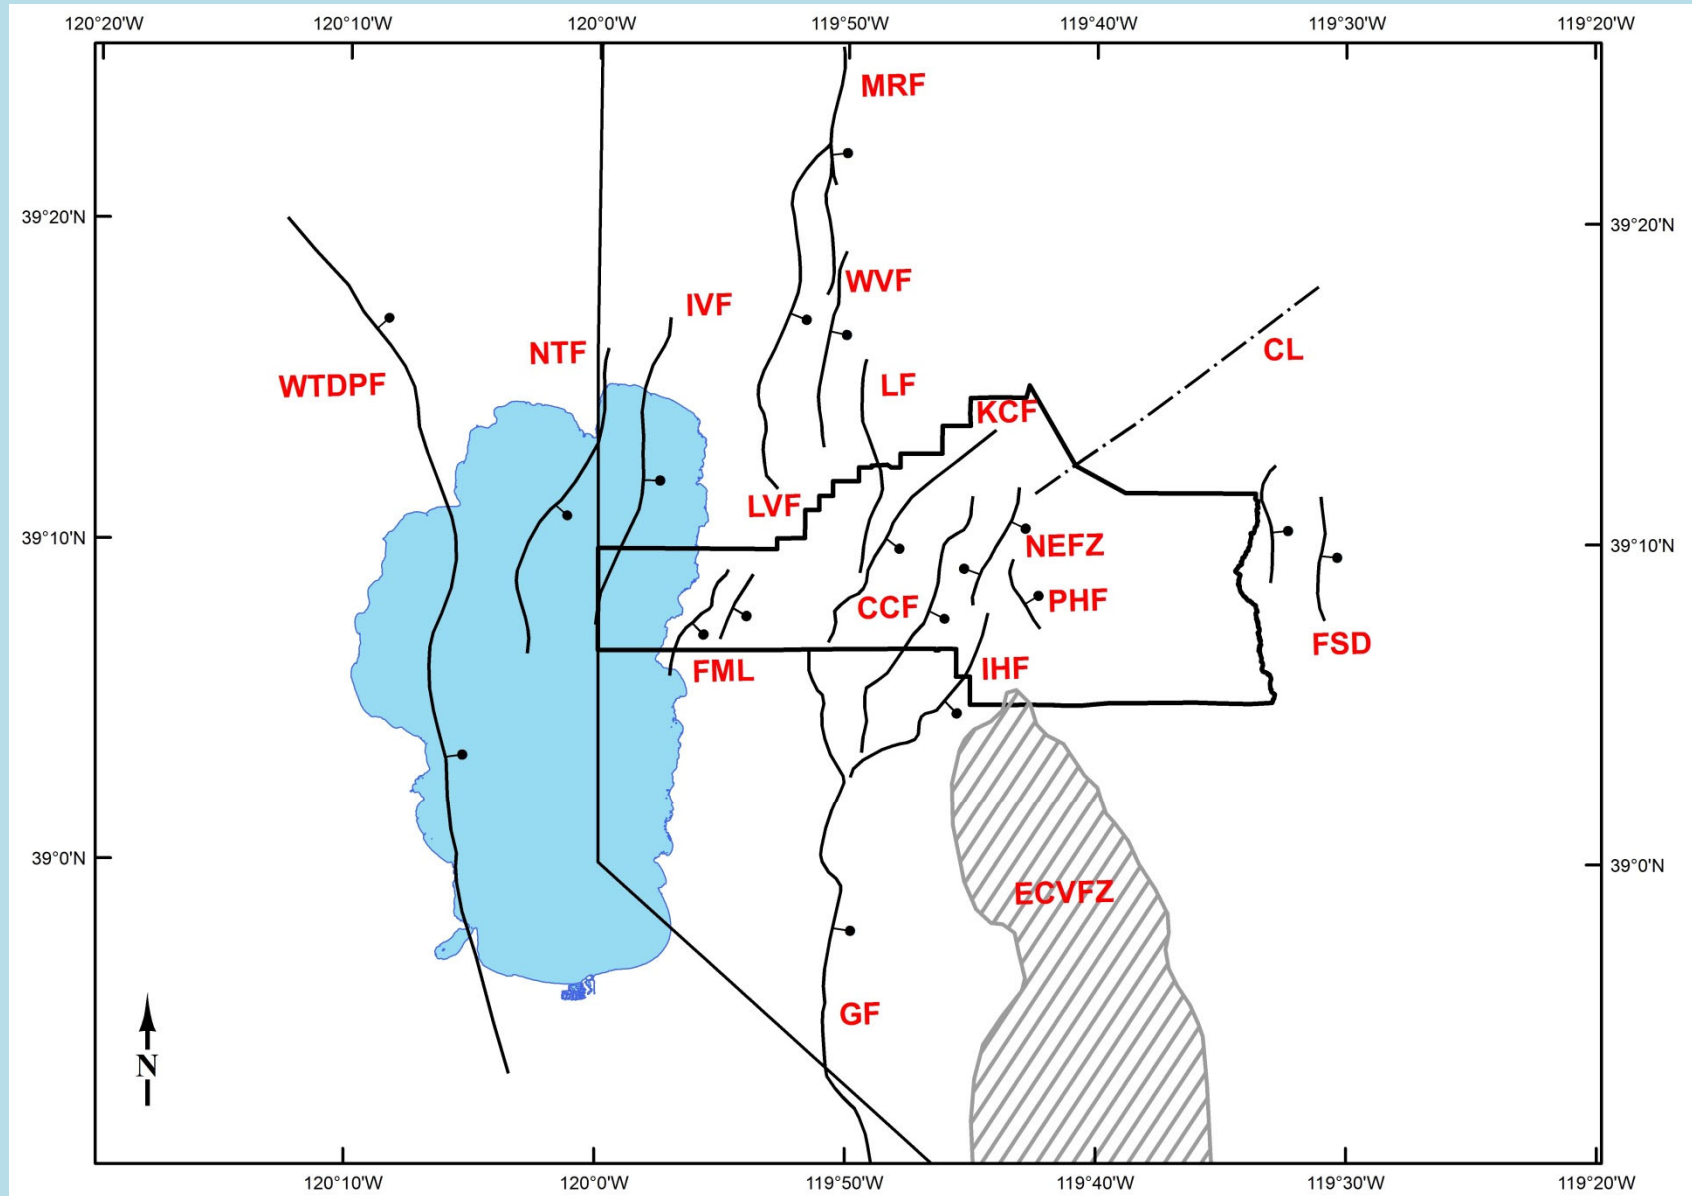 120°20'W 120°10'W 120°0'W 119°50'W 119°40'W 119°30'W 119°20'W
MRF
39°20'N 39°20'N
WVF
IVF
NTF CL
WTDPF LF
KCF
LVF
39°10'N NEFZ 39°10'N
CCF PHF
FSD
FML IHF
39°0'N 39°0'N
ECVFZ
GF
N
120°10'W 120°0'W 119°50'W 119°40'W 119°30'W 119°20'W